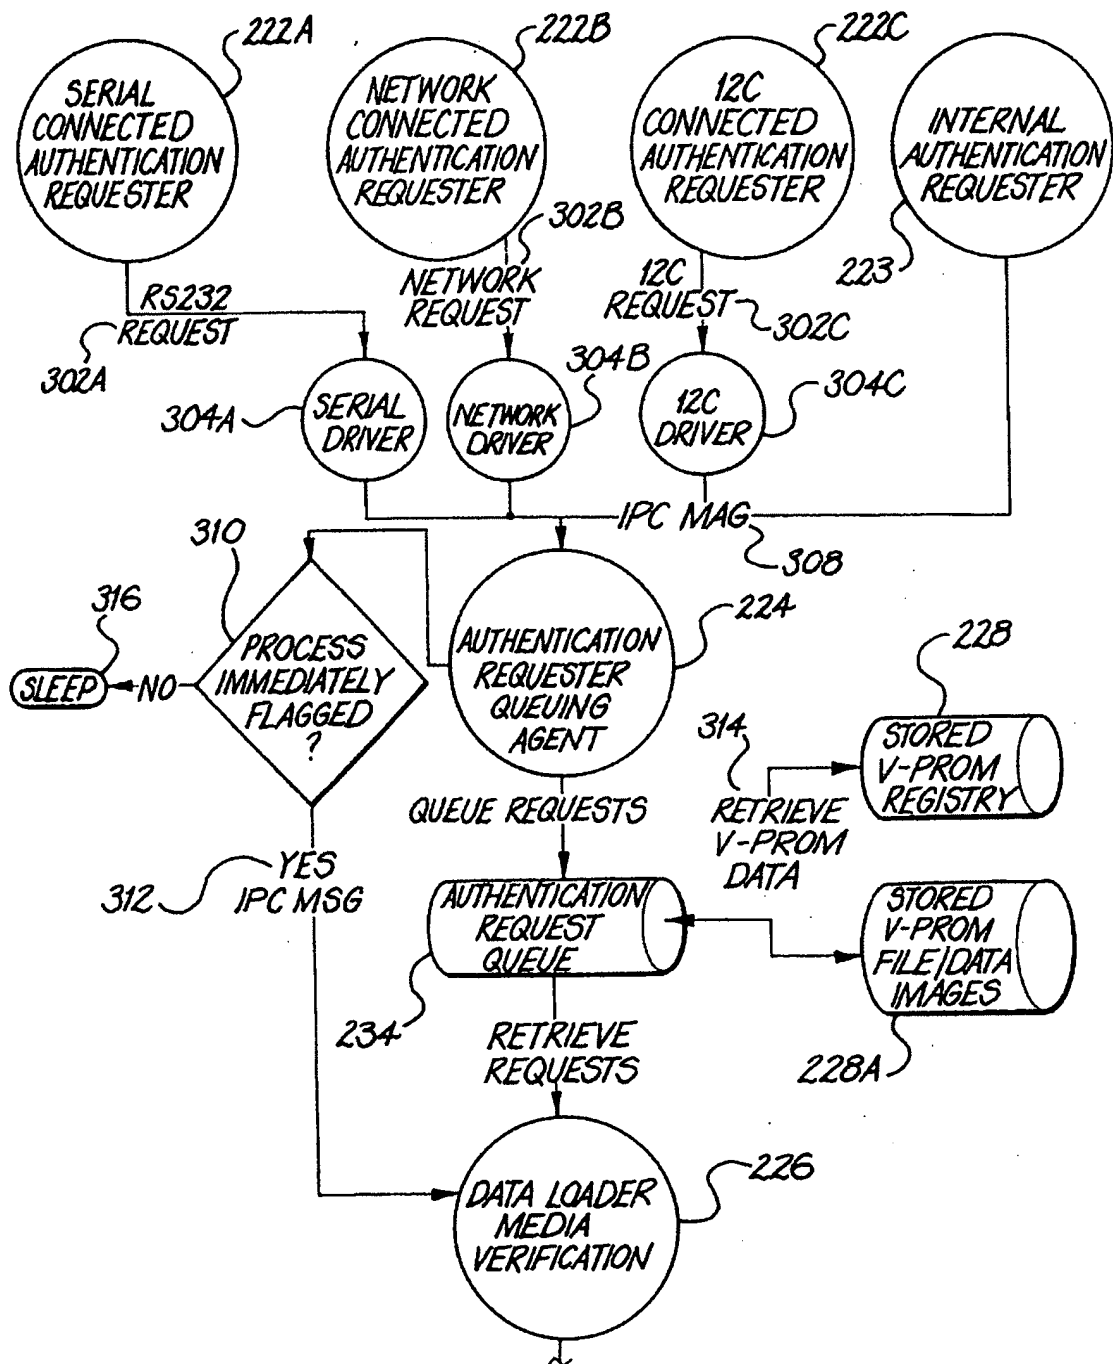 222A
222B
222C
SERIAL
CONNECTED
AUTHENTICATION
REQUESTER
NETWORK
CONNECTED
AUTHENTICATION
REQUESTER
12C
CONNECTED
AUTHENTICATION
REQUESTER
INTERNAL
AUTHENTICATION
REQUESTER
223
RS232
REQUEST
302A
302B
NETWORK
REQUEST
12C
REQUEST
302C
304A
SERIAL
DRIVER
304B
NETWORK
DRIVER
12C
DRIVER
304C
IPC MAG
308
310
316
SLEEP
NO
PROCESS
IMMEDIATELY
FLAGGED
?
AUTHENTICATION
REQUESTER
QUEUING
AGENT
224
228
STORED
V-PROM
REGISTRY
314
RETRIEVE
V-PROM
DATA
QUEUE REQUESTS
312
YES
IPC MSG
AUTHENTICATION
REQUEST
QUEUE
234
STORED
V-PROM
FILE/DATA
IMAGES
228A
RETRIEVE
REQUESTS
DATA LOADER
MEDIA
VERIFICATION
226